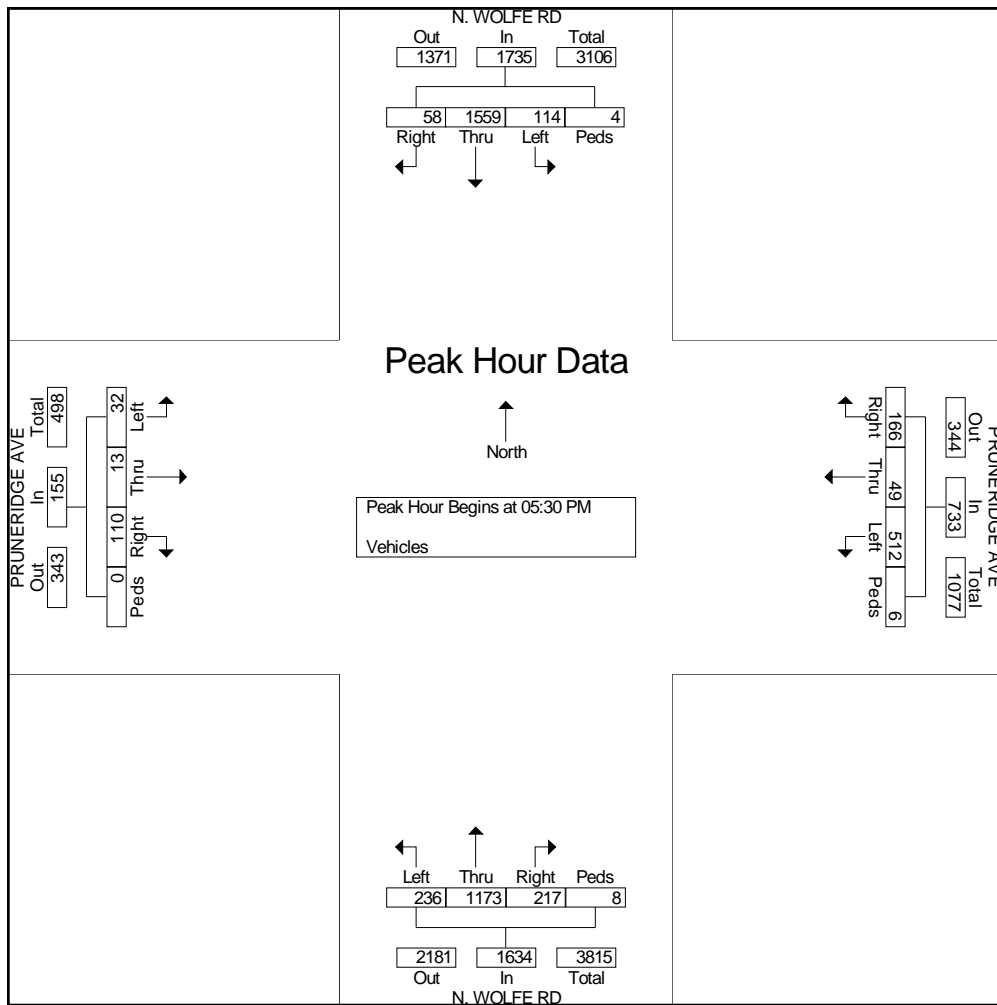 N. WOLFE RD
Out In Total
1371 1735 3106
58 1559 114 4
Right Thru Left Peds
Peak Hour Data
North
Peak Hour Begins at 05:30 PM
Vehicles
PRUNERIDGE AVE
Out In Total
343 155 498
Left Thru Right Peds
32 13 110 0
PRUNERIDGE AVE
Out In Total
344 733 1077
166 49 512 6
Right Thru Left Peds
Left Thru Right Peds
236 1173 217 8
2181 1634 3815
Out In Total
N. WOLFE RD